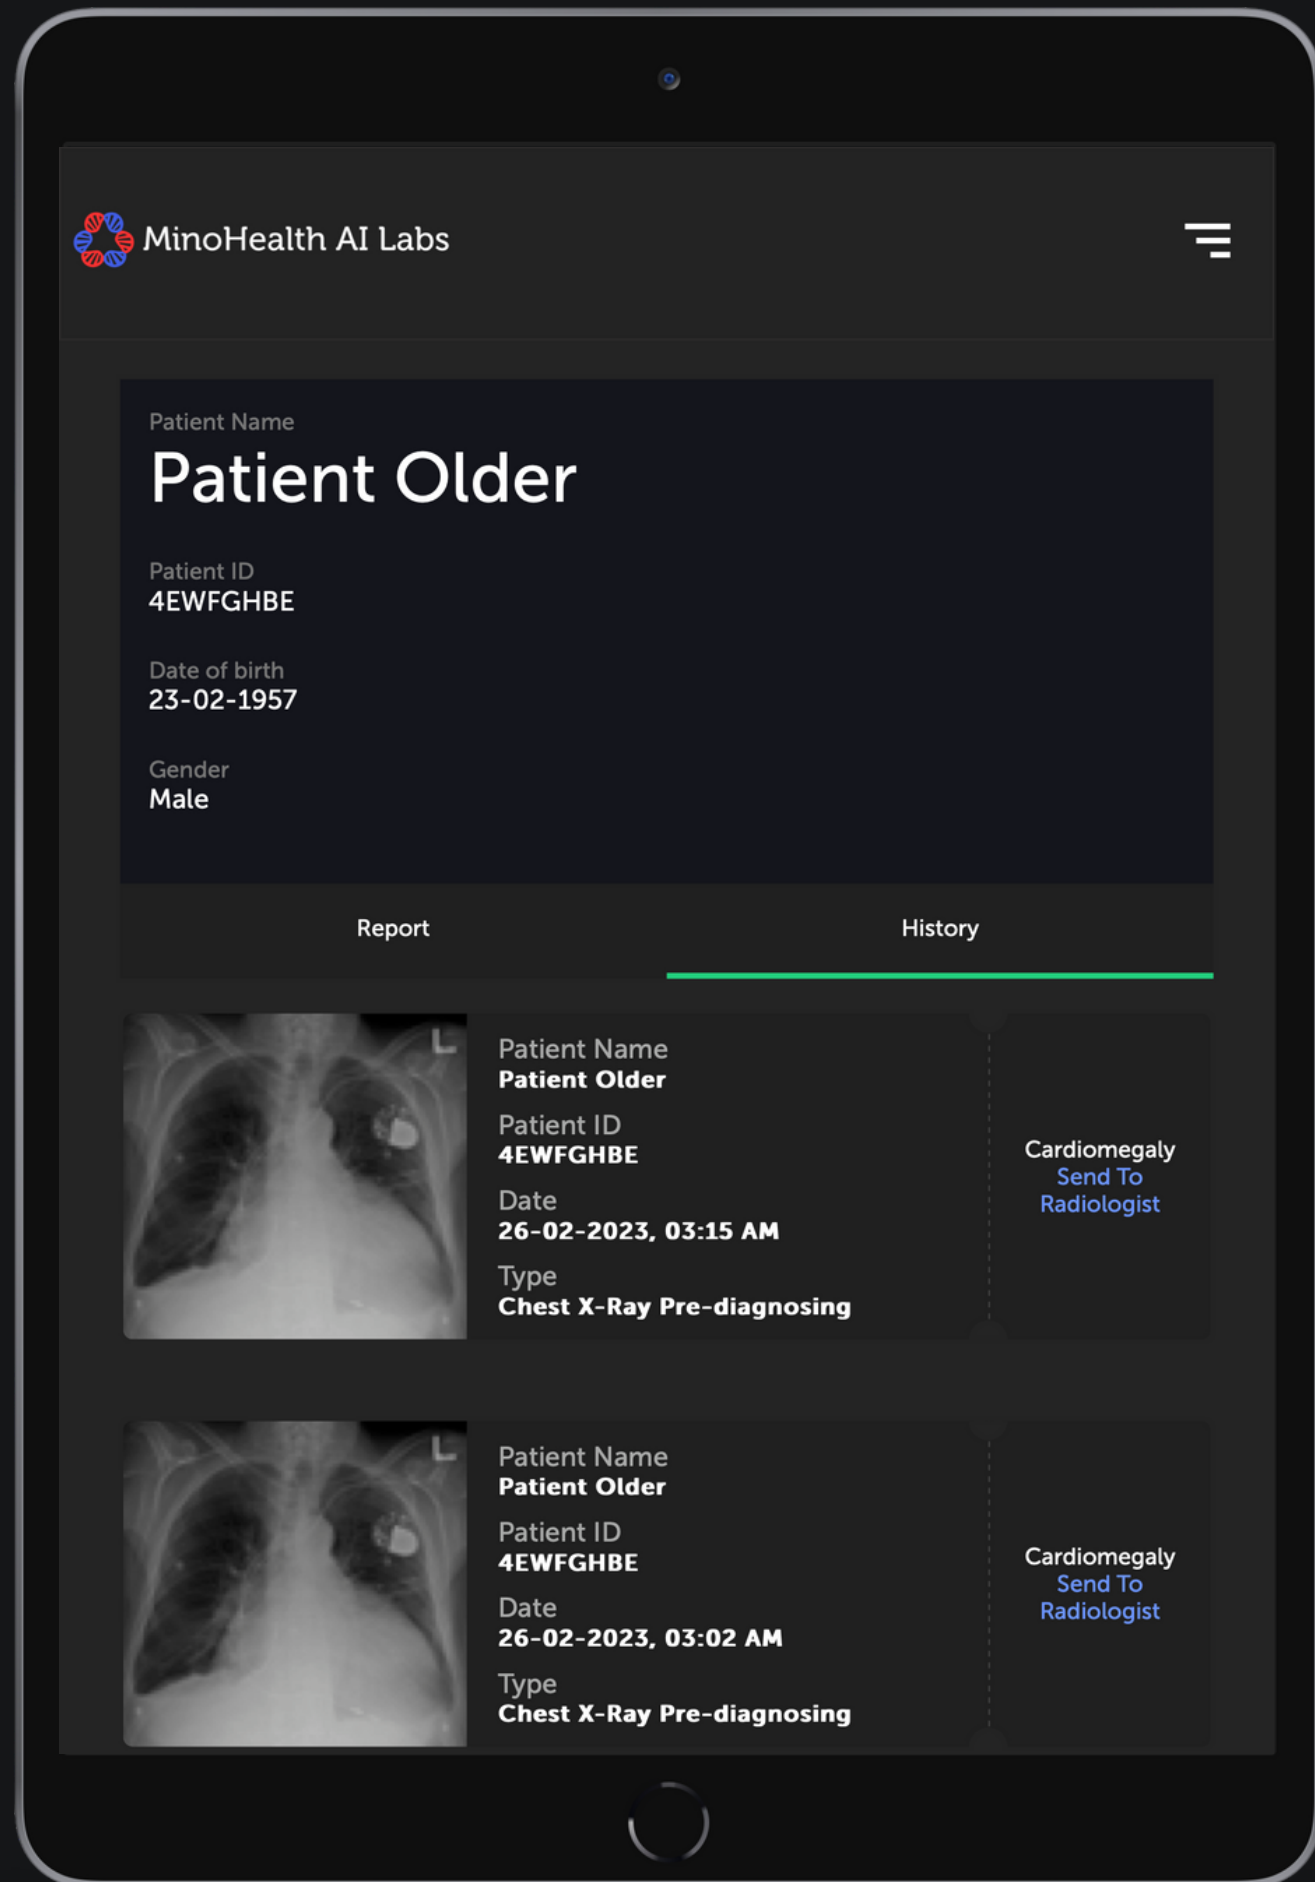 MinoHealth AI Labs
Patient Name
Patient Older
Patient ID
4EWFGHBE
Date of birth
23-02-1957
Gender
Male
Report
History
L
Patient Name
Patient Older
Patient ID
4EWFGHBE
Date
26-02-2023, 03:15 AM
Type
Chest X-Ray Pre-diagnosing
Cardiomegaly
Send To
Radiologist
L
Patient Name
Patient Older
Patient ID
4EWFGHBE
Date
26-02-2023, 03:02 AM
Type
Chest X-Ray Pre-diagnosing
Cardiomegaly
Send To
Radiologist